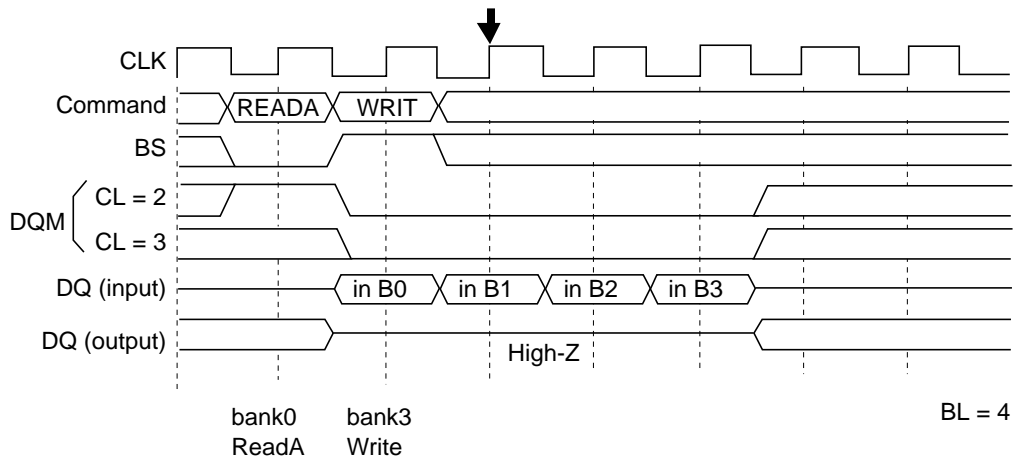 CLK
Command READA WRIT
BS
DQM CL = 2
CL = 3
DQ (input) in B0 in B1 in B2 in B3
DQ (output) High-Z
bank0 bank3 BL = 4
ReadA Write